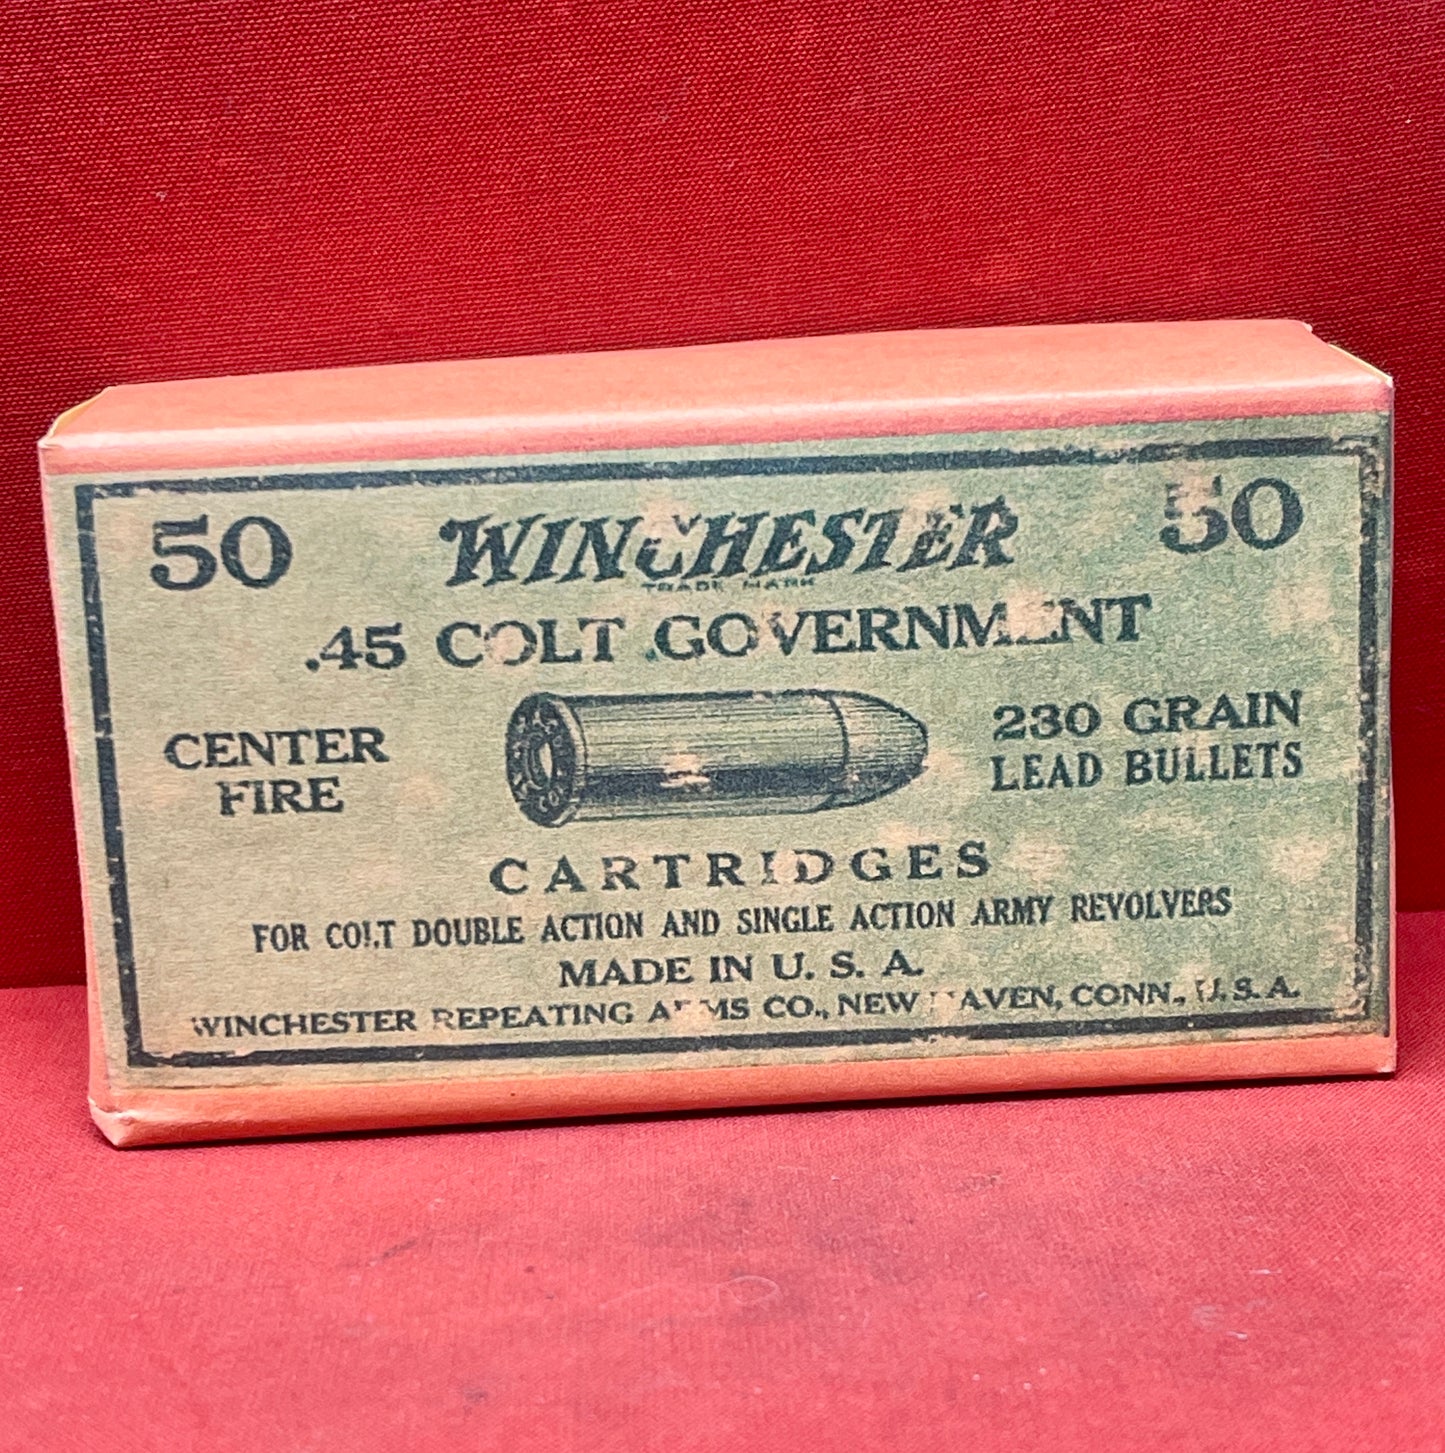 50 WINCHESTER 50
TRADE MARK
.45 COLT GOVERNMENT
CENTER
FIRE
230 GRAIN
LEAD BULLETS
CARTRIDGES
FOR COLT DOUBLE ACTION AND SINGLE ACTION ARMY REVOLVERS
MADE IN U. S. A.
WINCHESTER REPEATING ARMS CO., NEW HAVEN, CONN., U. S. A.